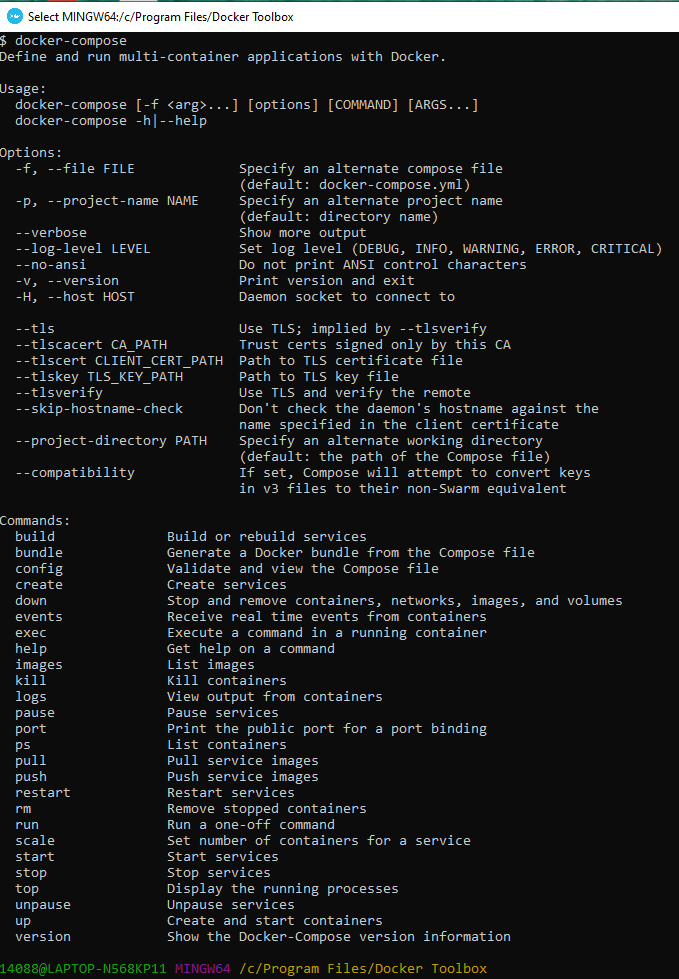 Select MINGW64:/c/Program Files/Docker Toolbox
$ docker-compose
Define and run multi-container applications with Docker.
Usage:
  docker-compose [-f <arg>...] [options] [COMMAND] [ARGS...]
  docker-compose -h|--help
Options:
  -f, --file FILE             Specify an alternate compose file
                              (default: docker-compose.yml)
  -p, --project-name NAME     Specify an alternate project name
                              (default: directory name)
  --verbose                   Show more output
  --log-level LEVEL           Set log level (DEBUG, INFO, WARNING, ERROR, CRITICAL)
  --no-ansi                   Do not print ANSI control characters
  -v, --version               Print version and exit
  -H, --host HOST             Daemon socket to connect to
  --tls                       Use TLS; implied by --tlsverify
  --tlscacert CA_PATH         Trust certs signed only by this CA
  --tlscert CLIENT_CERT_PATH  Path to TLS certificate file
  --tlskey TLS_KEY_PATH       Path to TLS key file
  --tlsverify                 Use TLS and verify the remote
  --skip-hostname-check       Don't check the daemon's hostname against the
                              name specified in the client certificate
  --project-directory PATH    Specify an alternate working directory
                              (default: the path of the Compose file)
  --compatibility             If set, Compose will attempt to convert keys
                              in v3 files to their non-Swarm equivalent
Commands:
  build              Build or rebuild services
  bundle             Generate a Docker bundle from the Compose file
  config             Validate and view the Compose file
  create             Create services
  down               Stop and remove containers, networks, images, and volumes
  events             Receive real time events from containers
  exec               Execute a command in a running container
  help               Get help on a command
  images             List images
  kill               Kill containers
  logs               View output from containers
  pause              Pause services
  port               Print the public port for a port binding
  ps                 List containers
  pull               Pull service images
  push               Push service images
  restart            Restart services
  rm                 Remove stopped containers
  run                Run a one-off command
  scale              Set number of containers for a service
  start              Start services
  stop               Stop services
  top                Display the running processes
  unpause            Unpause services
  up                 Create and start containers
  version            Show the Docker-Compose version information
14088@LAPTOP-N568KP11 MINGW64 /c/Program Files/Docker Toolbox